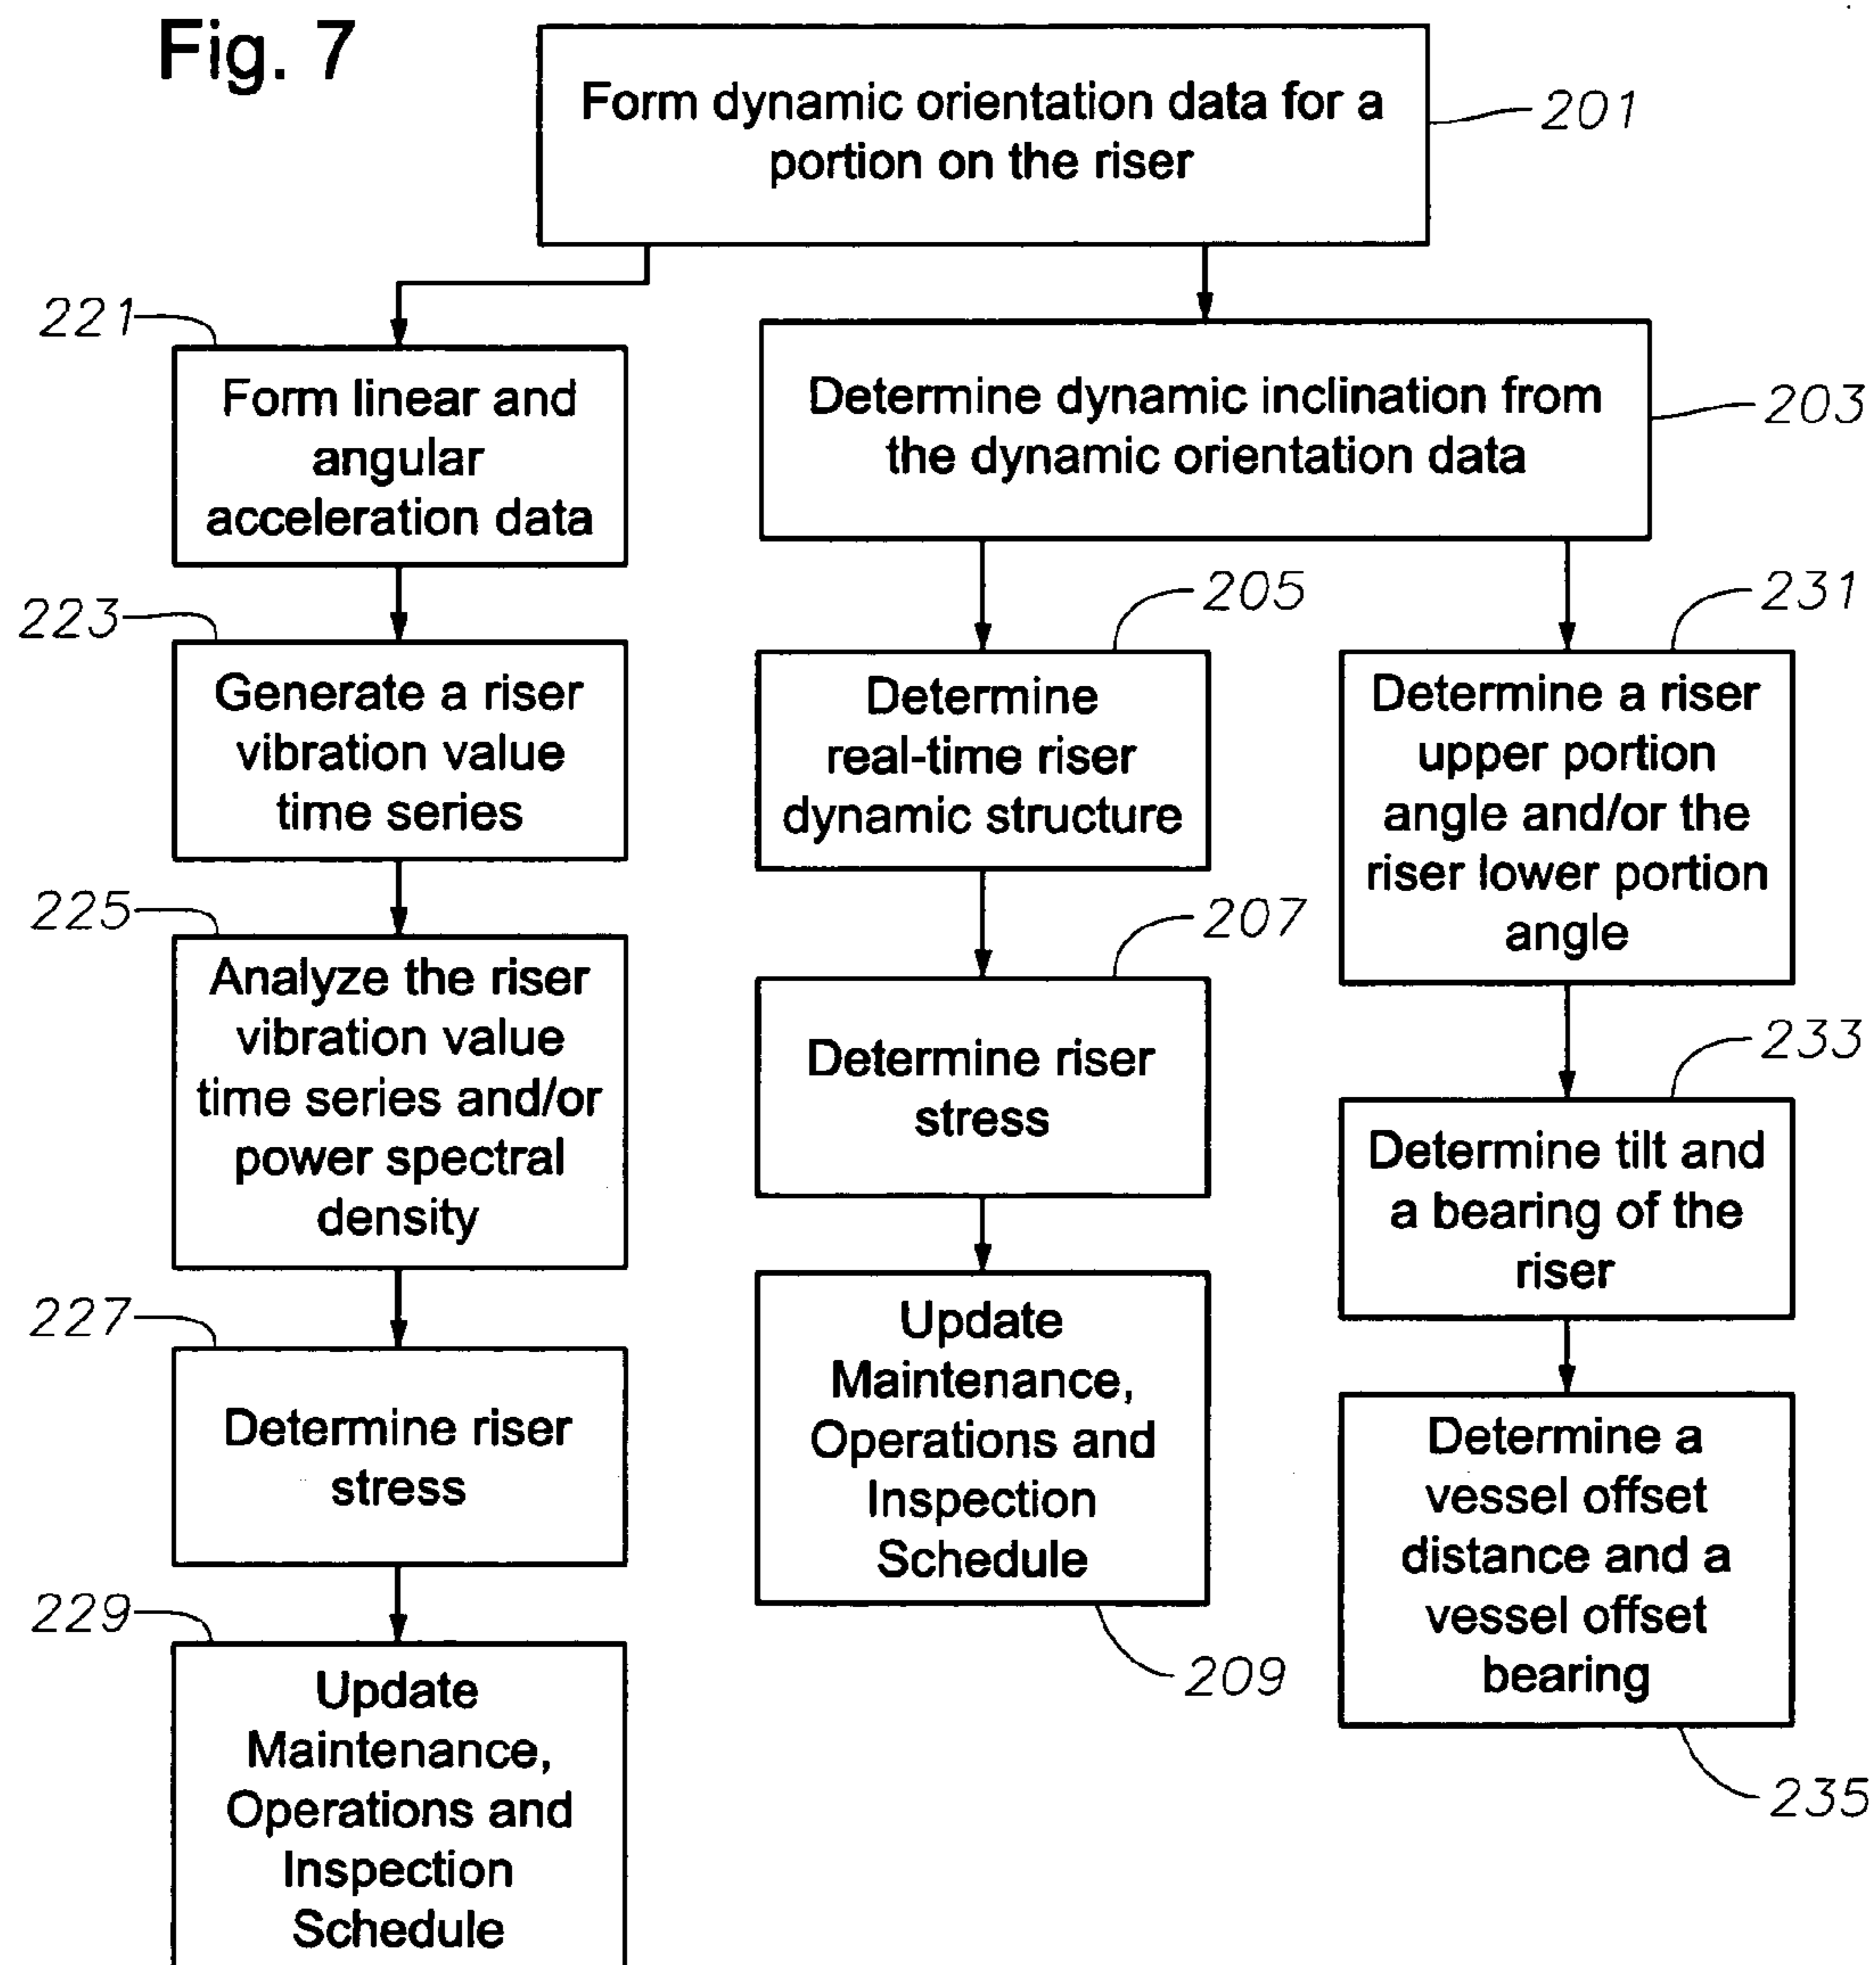 Fig. 7
Form dynamic orientation data for a
portion on the riser
201
221
Form linear and
angular
acceleration data
Determine dynamic inclination from
the dynamic orientation data
203
223
Generate a riser
vibration value
time series
205
Determine
real-time riser
dynamic structure
231
Determine a riser
upper portion
angle and/or the
riser lower portion
angle
225
Analyze the riser
vibration value
time series and/or
power spectral
density
207
Determine riser
stress
233
Determine tilt and
a bearing of the
riser
227
Determine riser
stress
Update
Maintenance,
Operations and
Inspection
Schedule
209
Determine a
vessel offset
distance and a
vessel offset
bearing
235
229
Update
Maintenance,
Operations and
Inspection
Schedule